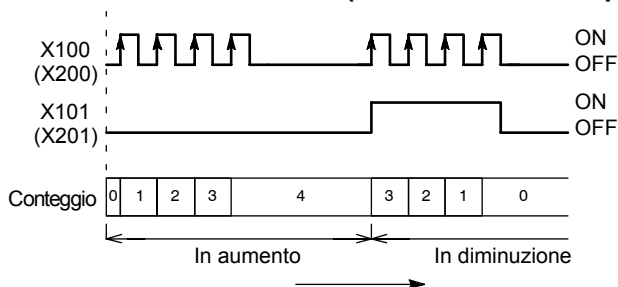 X100
(X200)
ON
OFF
X101
(X201)
ON
OFF
Conteggio 0 1 2 3 4 3 2 1 0
In aumento In diminuzione